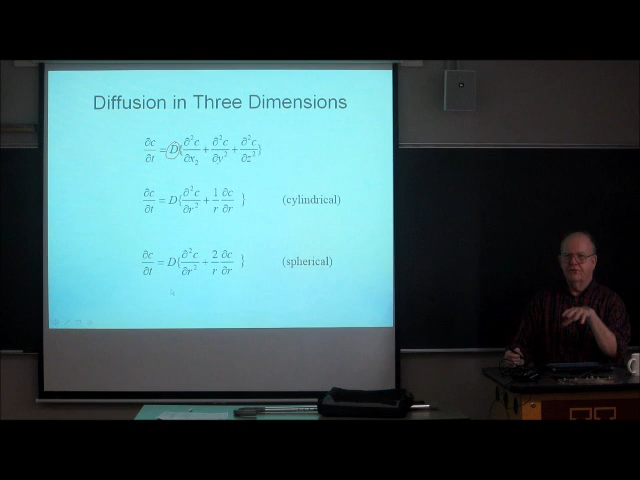 Diffusion in Three Dimensions
∂c/∂t = D{∂²c/∂x₂ + ∂²c/∂y² + ∂²c/∂z²}
∂c/∂t = D{∂²c/∂r² + 1/r ∂c/∂r } (cylindrical)
∂c/∂t = D{∂²c/∂r² + 2/r ∂c/∂r } (spherical)